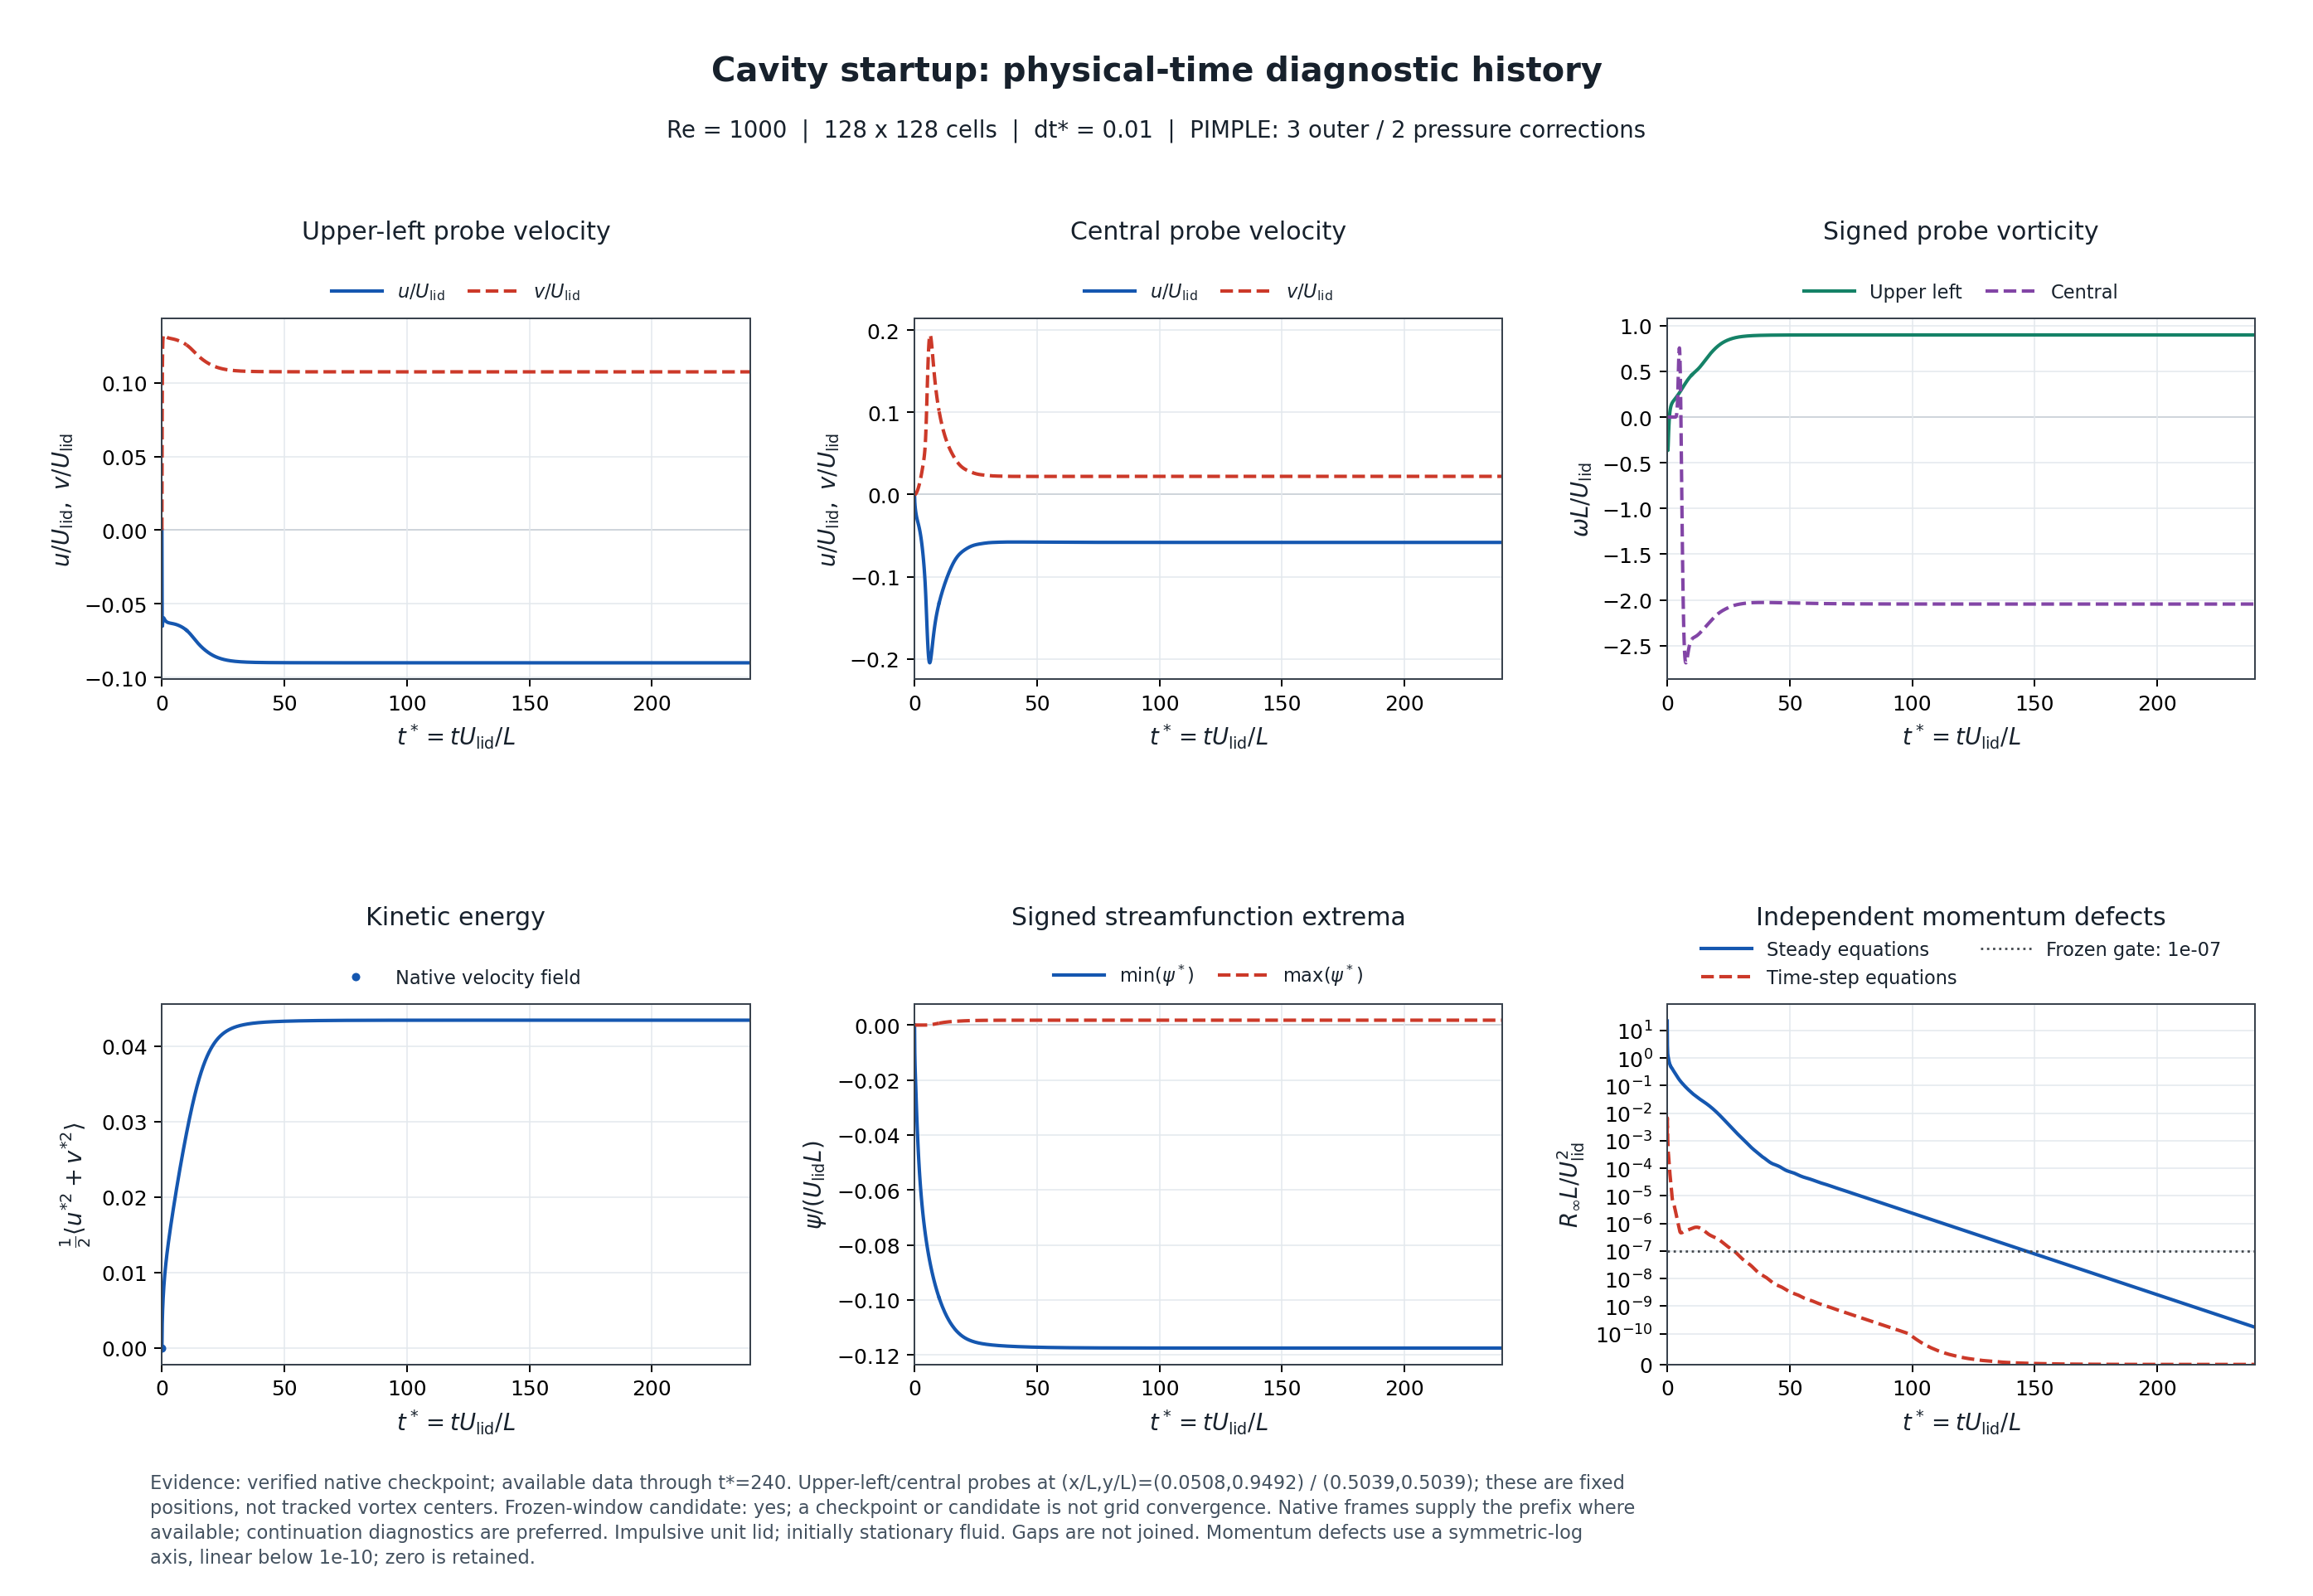 Cavity startup: physical-time diagnostic history
Re = 1000 | 128 x 128 cells | dt* = 0.01 | PIMPLE: 3 outer / 2 pressure corrections
Upper-left probe velocity
u/U_lid v/U_lid
0.10
0.05
0.00
−0.05
−0.10
u/U_lid, v/U_lid
0 50 100 150 200
t* = tU_lid/L
Central probe velocity
u/U_lid v/U_lid
0.2
0.1
0.0
−0.1
−0.2
u/U_lid, v/U_lid
0 50 100 150 200
t* = tU_lid/L
Signed probe vorticity
Upper left Central
1.0
0.5
0.0
−0.5
−1.0
−1.5
−2.0
−2.5
ωL/U_lid
0 50 100 150 200
t* = tU_lid/L
Kinetic energy
Native velocity field
0.04
0.03
0.02
0.01
0.00
½⟨u*² + v*²⟩
0 50 100 150 200
t* = tU_lid/L
Signed streamfunction extrema
min(ψ*) max(ψ*)
0.00
−0.02
−0.04
−0.06
−0.08
−0.10
−0.12
ψ/(U_lid L)
0 50 100 150 200
t* = tU_lid/L
Independent momentum defects
Steady equations Frozen gate: 1e-07
Time-step equations
10¹
10⁰
10⁻¹
10⁻²
10⁻³
10⁻⁴
10⁻⁵
10⁻⁶
10⁻⁷
10⁻⁸
10⁻⁹
10⁻¹⁰
0
R_∞L/U²_lid
0 50 100 150 200
t* = tU_lid/L
Evidence: verified native checkpoint; available data through t*=240. Upper-left/central probes at (x/L,y/L)=(0.0508,0.9492) / (0.5039,0.5039); these are fixed
positions, not tracked vortex centers. Frozen-window candidate: yes; a checkpoint or candidate is not grid convergence. Native frames supply the prefix where
available; continuation diagnostics are preferred. Impulsive unit lid; initially stationary fluid. Gaps are not joined. Momentum defects use a symmetric-log
axis, linear below 1e-10; zero is retained.